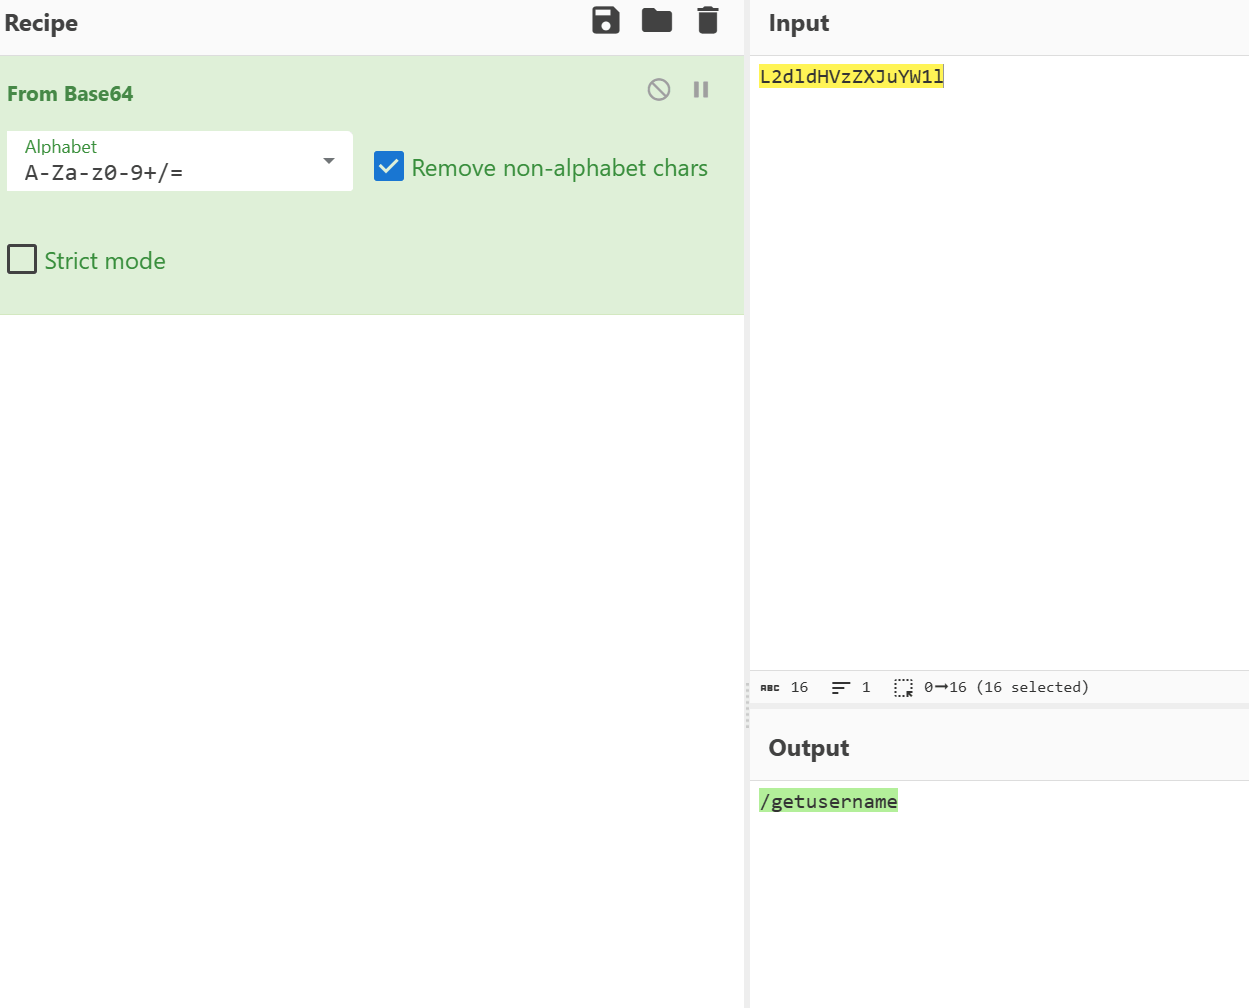 Recipe
From Base64
Alphabet
A-Za-z0-9+/=
Remove non-alphabet chars
Strict mode
Input
L2dldHVzZXJuYW1l
ABC 16 1 0→16 (16 selected)
Output
/getusername